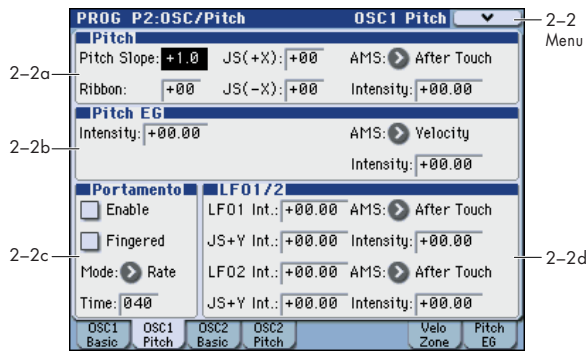 PROG P2:OSC/Pitch OSC1 Pitch
2–2
Menu
Pitch
Pitch Slope: +1.0 JS(+X): +00 AMS: After Touch
2–2a
Ribbon: +00 JS(-X): +00 Intensity: +00.00
Pitch EG
Intensity: +00.00 AMS: Velocity
2–2b
Intensity: +00.00
Portamento LFO1/2
Enable LFO1 Int.: +00.00 AMS: After Touch
Fingered JS+Y Int.: +00.00 Intensity: +00.00
2–2c
2–2d
Mode: Rate LFO2 Int.: +00.00 AMS: After Touch
Time: 040 JS+Y Int.: +00.00 Intensity: +00.00
OSC1 Basic OSC1 Pitch OSC2 Basic OSC2 Pitch Velo Zone Pitch EG